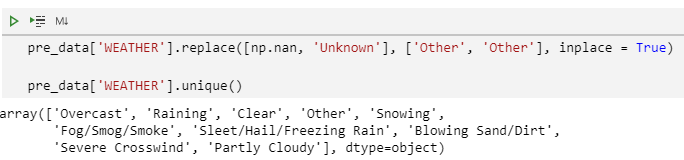 M↓
pre_data['WEATHER'].replace([np.nan, 'Unknown'], ['Other', 'Other'], inplace = True)
pre_data['WEATHER'].unique()
array(['Overcast', 'Raining', 'Clear', 'Other', 'Snowing',
'Fog/Smog/Smoke', 'Sleet/Hail/Freezing Rain', 'Blowing Sand/Dirt',
'Severe Crosswind', 'Partly Cloudy'], dtype=object)